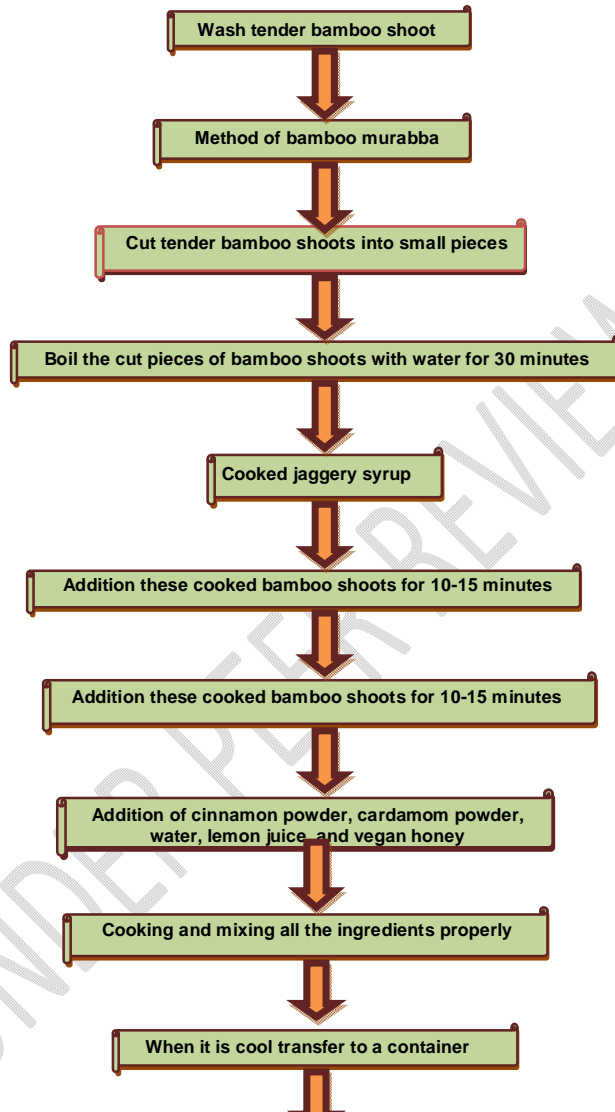 Wash tender bamboo shoot
Method of bamboo murabba
Cut tender bamboo shoots into small pieces
Boil the cut pieces of bamboo shoots with water for 30 minutes
Cooked jaggery syrup
Addition these cooked bamboo shoots for 10-15 minutes
Addition these cooked bamboo shoots for 10-15 minutes
Addition of cinnamon powder, cardamom powder,
water, lemon juice, and vegan honey
Cooking and mixing all the ingredients properly
When it is cool transfer to a container
UNDER PEER REVIEW